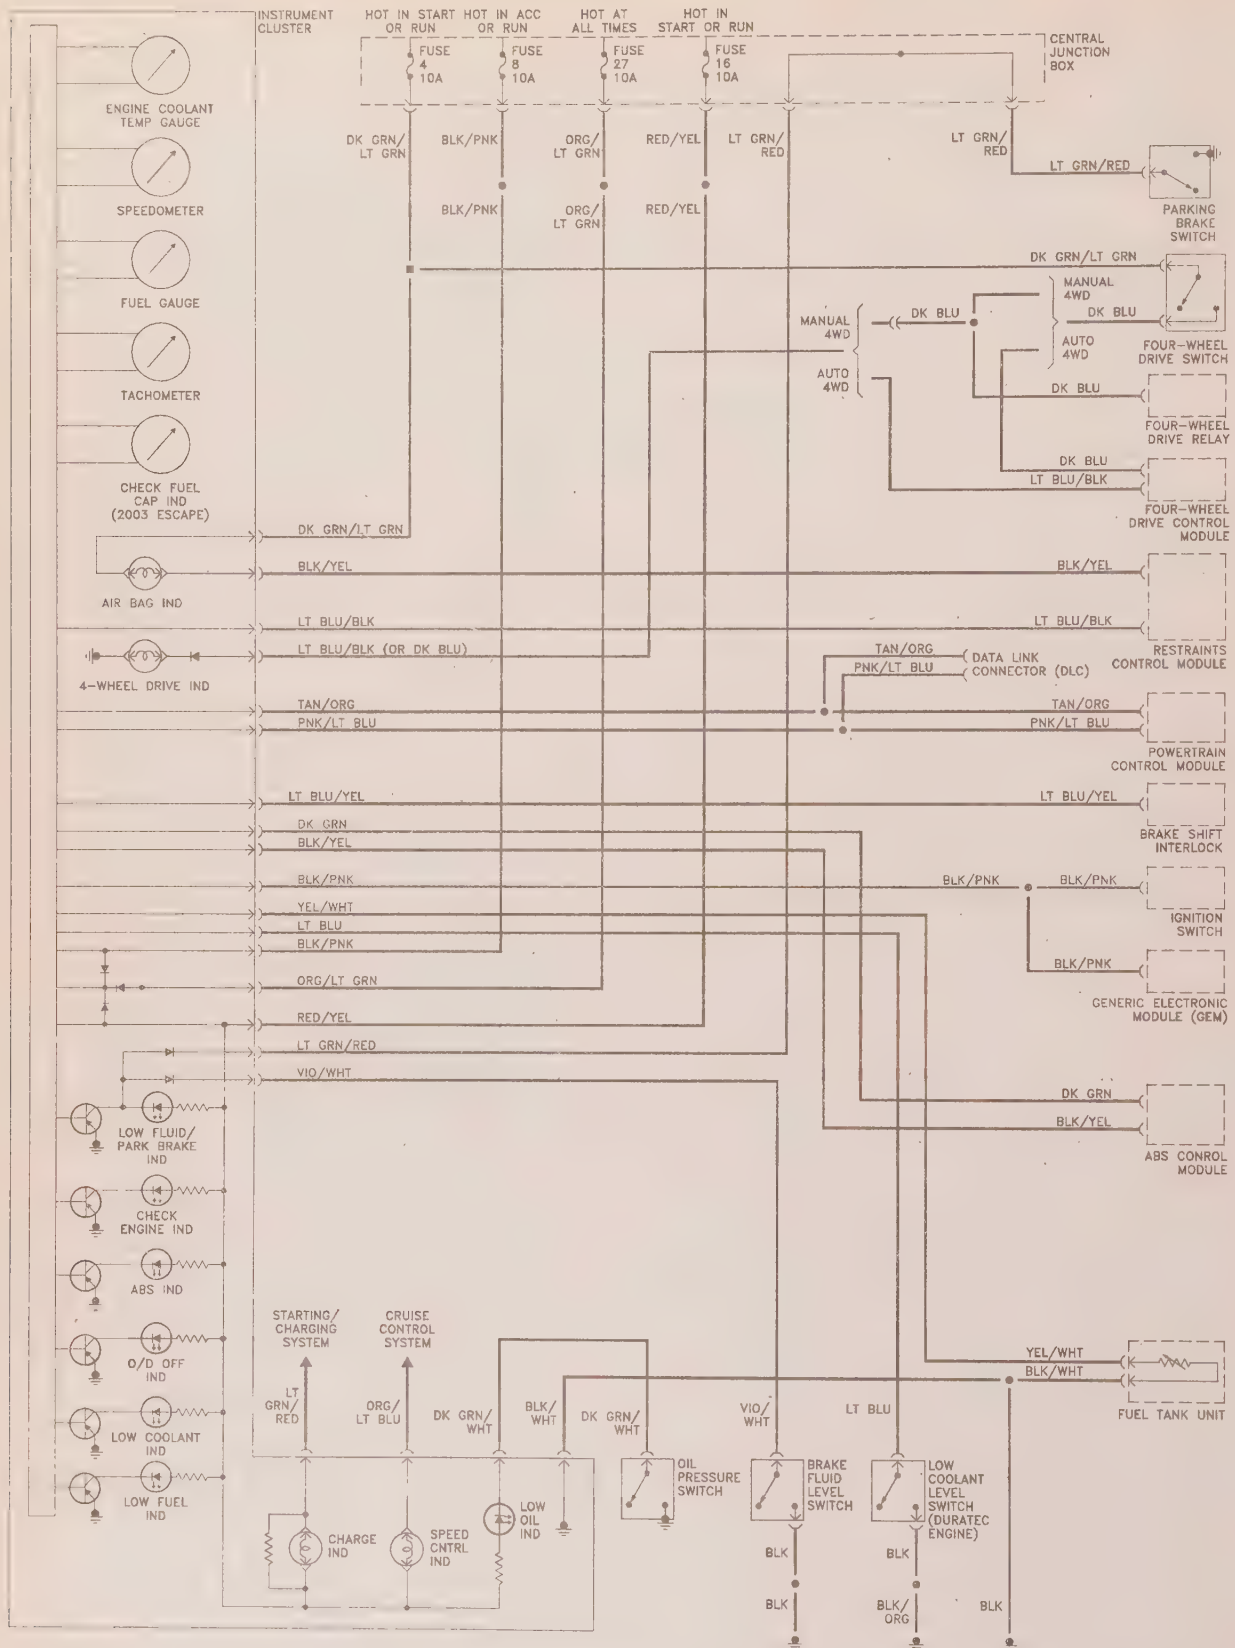 INSTRUMENT
CLUSTER
HOT IN START
OR RUN
HOT IN ACC
OR RUN
HOT AT
ALL TIMES
HOT IN
START OR RUN
CENTRAL
JUNCTION
BOX
FUSE
4
10A
FUSE
8
10A
FUSE
27
10A
FUSE
16
10A
ENGINE COOLANT
TEMP GAUGE
DK GRN/
LT GRN
BLK/PNK
ORG/
LT GRN
RED/YEL
LT GRN/
RED
LT GRN/
RED
LT GRN/RED
PARKING
BRAKE
SWITCH
SPEEDOMETER
BLK/PNK
ORG/
LT GRN
RED/YEL
DK GRN/LT GRN
FUEL GAUGE
MANUAL
4WD
MANUAL
4WD
DK BLU
DK BLU
AUTO
4WD
AUTO
4WD
FOUR-WHEEL
DRIVE SWITCH
TACHOMETER
DK BLU
FOUR-WHEEL
DRIVE RELAY
DK BLU
LT BLU/BLK
FOUR-WHEEL
DRIVE CONTROL
MODULE
CHECK FUEL
CAP IND
(2003 ESCAPE)
DK GRN/LT GRN
BLK/YEL
BLK/YEL
AIR BAG IND
LT BLU/BLK
LT BLU/BLK
RESTRAINTS
CONTROL MODULE
LT BLU/BLK (OR DK BLU)
4-WHEEL DRIVE IND
TAN/ORG
PNK/LT BLU
DATA LINK
CONNECTOR (DLC)
TAN/ORG
TAN/ORG
PNK/LT BLU
PNK/LT BLU
POWERTRAIN
CONTROL MODULE
LT BLU/YEL
LT BLU/YEL
BRAKE SHIFT
INTERLOCK
DK GRN
BLK/YEL
BLK/PNK
BLK/PNK
BLK/PNK
IGNITION
SWITCH
YEL/WHT
LT BLU
BLK/PNK
BLK/PNK
GENERIC ELECTRONIC
MODULE (GEM)
ORG/LT GRN
RED/YEL
LT GRN/RED
VIO/WHT
DK GRN
BLK/YEL
ABS CONROL
MODULE
LOW FLUID/
PARK BRAKE
IND
CHECK
ENGINE IND
ABS IND
O/D OFF
IND
LOW COOLANT
IND
LOW FUEL
IND
STARTING/
CHARGING
SYSTEM
CRUISE
CONTROL
SYSTEM
LT
GRN/
RED
ORG/
LT BLU
DK GRN/
WHT
BLK/
WHT
DK GRN/
WHT
VIO/
WHT
LT BLU
YEL/WHT
BLK/WHT
FUEL TANK UNIT
OIL
PRESSURE
SWITCH
BRAKE
FLUID
LEVEL
SWITCH
LOW
COOLANT
LEVEL
SWITCH
(DURATEC
ENGINE)
CHARGE
IND
SPEED
CNTRL
IND
LOW
OIL
IND
BLK
BLK
BLK
BLK/
ORG
BLK